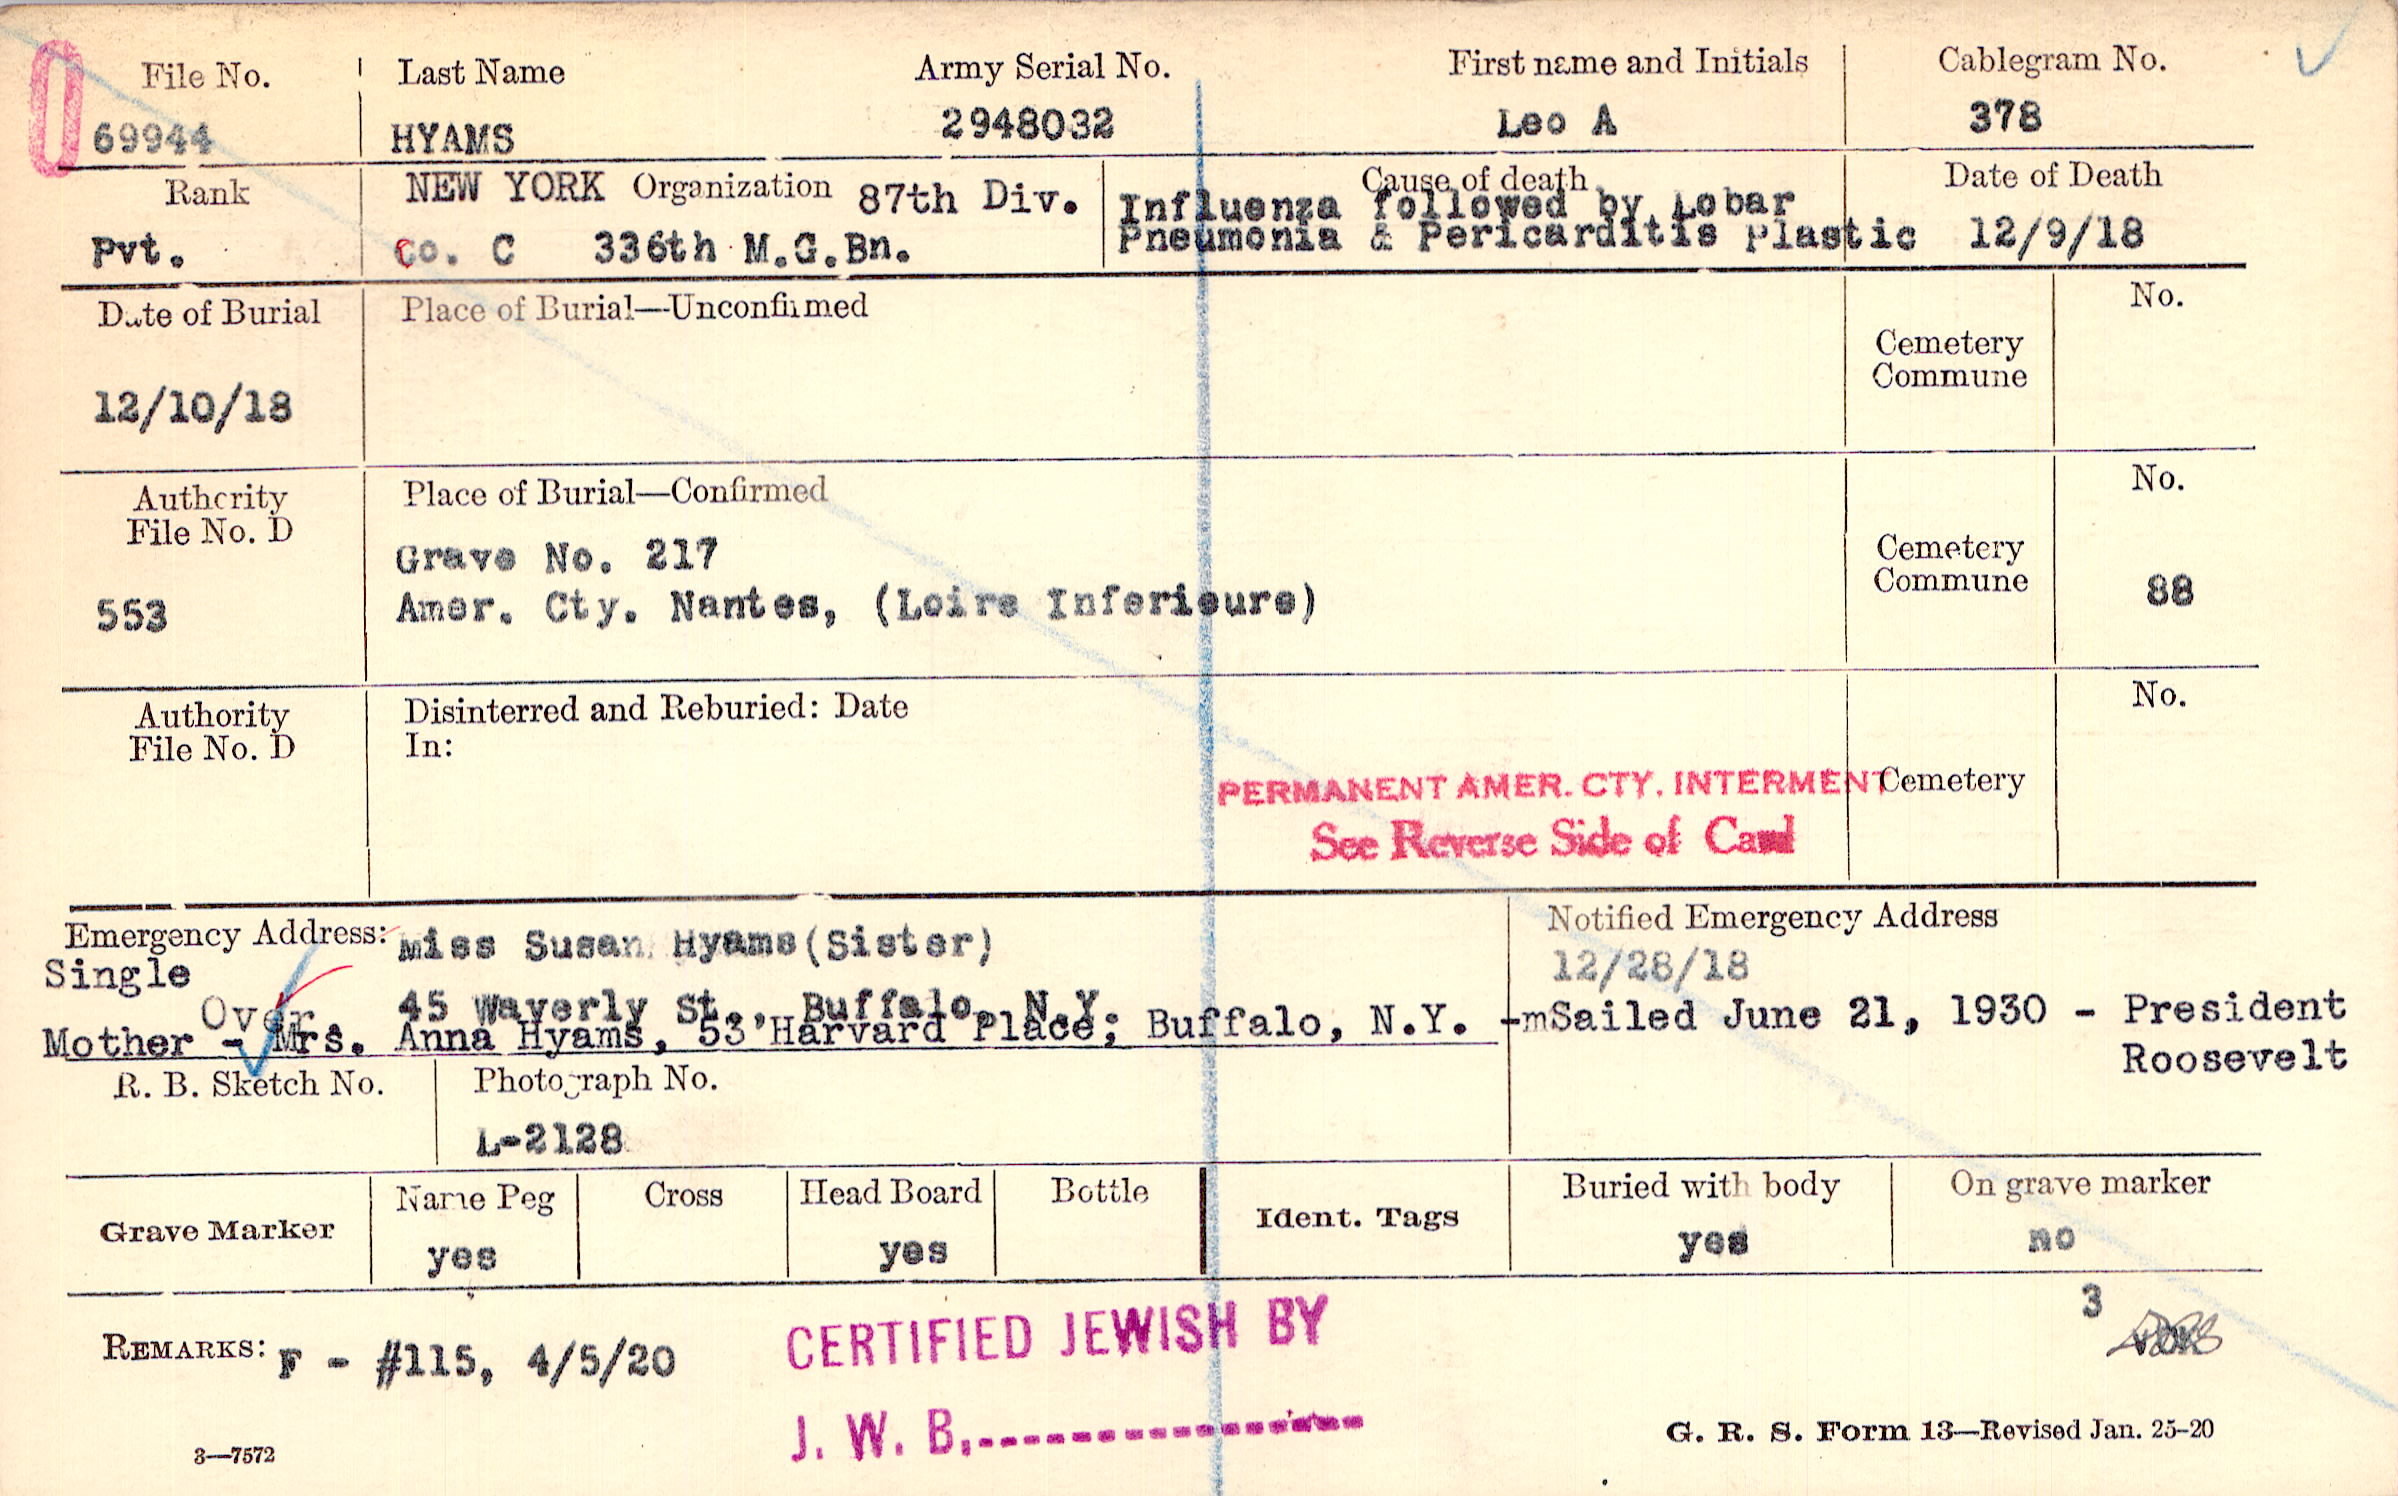 File No. Last Name Army Serial No. First name and Initials Cablegram No.
69944 HYAMS 2948032 Leo A 378
Rank NEW YORK Organization 87th Div. Cause of death Date of Death
Pvt. Co. C 336th M.G.Bn. Influenza followed by Lobar
Pneumonia & Pericarditis Plastic 12/9/18
Date of Burial Place of Burial—Unconfirmed No.
Cemetery
Commune
12/10/18
Authority Place of Burial—Confirmed No.
File No. D
Grave No. 217 Cemetery
Commune 88
553 Amer. Cty. Nantes, (Loire Inferieure)
Authority Disinterred and Reburied: Date No.
File No. D In:
PERMANENT AMER. CTY. INTERMENT Cemetery
See Reverse Side of Card
Emergency Address: Miss Susan Hyams(Sister) Notified Emergency Address
Single 12/28/18
Over 45 Waverly St., Buffalo, N.Y.
Mother - Mrs. Anna Hyams, 53 Harvard Place; Buffalo, N.Y. -mSailed June 21, 1930 - President
Roosevelt
R. B. Sketch No. Photograph No.
L-2128
Grave Marker Name Peg Cross Head Board Bottle Ident. Tags Buried with body On grave marker
yes yes yes no
3
REMARKS: F - #115, 4/5/20 CERTIFIED JEWISH BY
J. W. B.
3—7572 G. R. S. Form 13—Revised Jan. 25-20